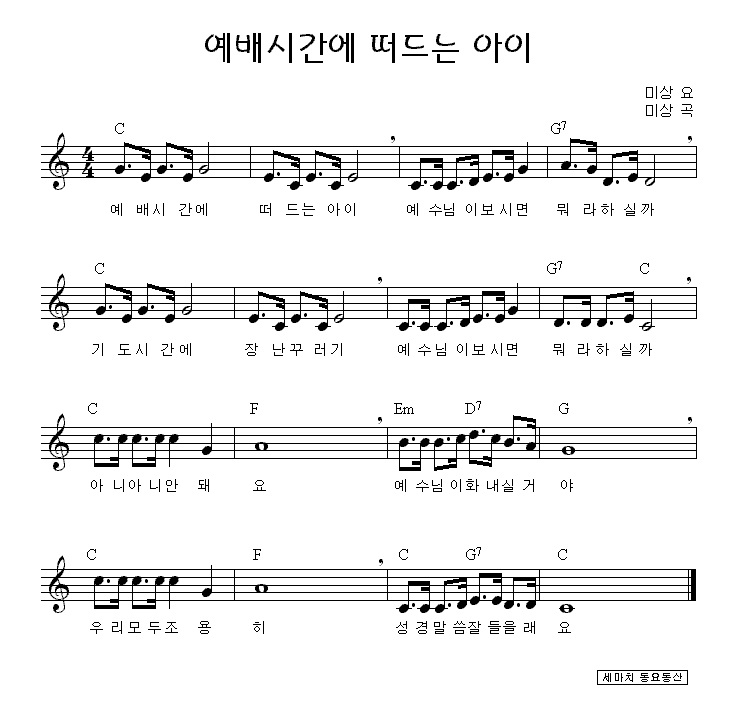 예배시간에 떠드는 아이
미상 요
미상 곡
C G7
4
4
예 배시 간에 떠 드는 아이 예 수님 이보시면 뭐 라하 실까
C G7 C
기 도시 간에 장 난꾸 러기 예 수님 이보시면 뭐 라하 실까
C F Em D7 G
아 니아 니안 돼 요 예 수님 이화 내실 거 야
C F C G7 C
우 리모 두조 용 히 성 경말 씀잘 들을 래 요
세마치 동요동산